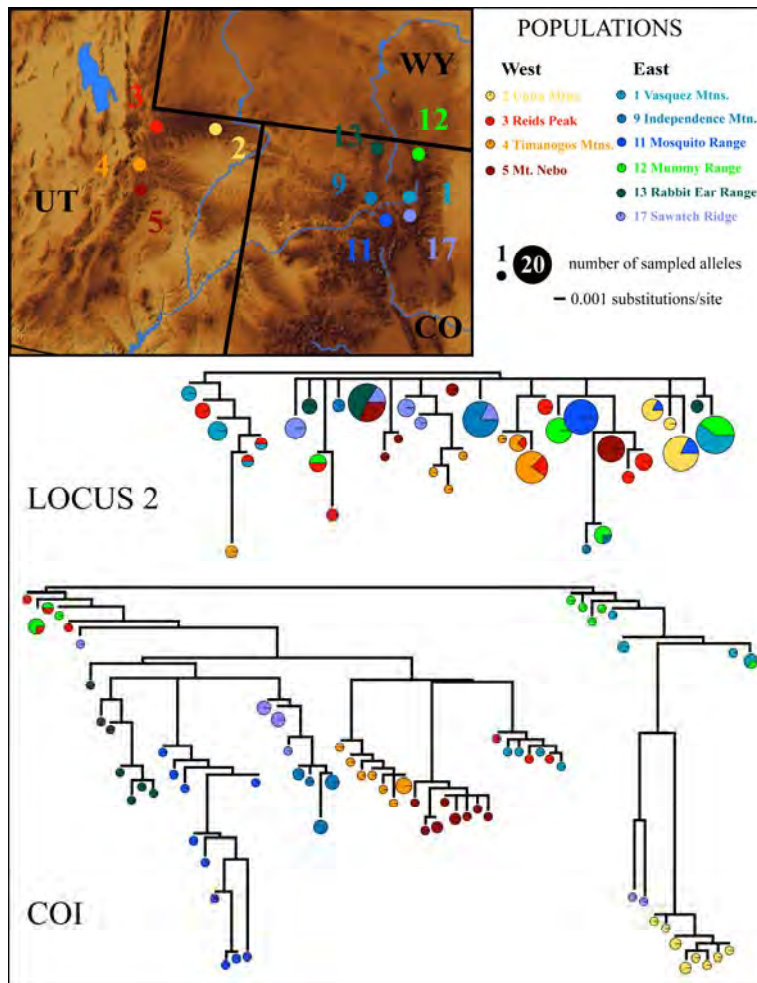 POPULATIONS
West
2 Uinta Mtns.
3 Reids Peak
4 Timanogos Mtns.
5 Mt. Nebo
East
1 Vasquez Mtns.
9 Independence Mtn.
11 Mosquito Range
12 Mummy Range
13 Rabbit Ear Range
17 Sawatch Ridge
1 20 number of sampled alleles
0.001 substitutions/site
WY
3
12
13
2
4
9
1
UT
5
11
17
CO
LOCUS 2
COI